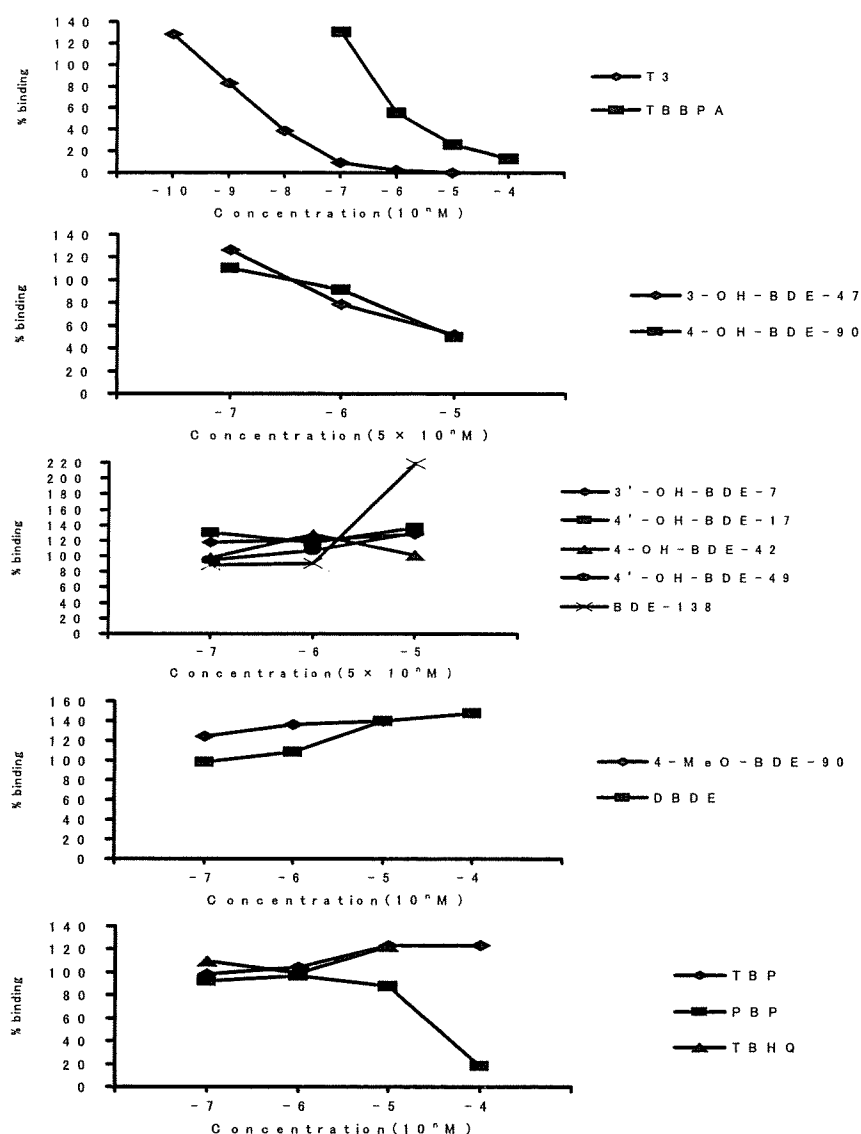 140
120
100
80
60
40
20
0
% binding
-10 -9 -8 -7 -6 -5 -4
Concentration(10ⁿM)
T3
TBBPA
140
120
100
80
60
40
20
0
% binding
-7 -6 -5
Concentration(5×10ⁿM)
3-OH-BDE-47
4-OH-BDE-90
220
200
180
160
140
120
100
80
60
40
20
0
% binding
-7 -6 -5
Concentration(5×10ⁿM)
3'-OH-BDE-7
4'-OH-BDE-17
4-OH-BDE-42
4'-OH-BDE-49
BDE-138
160
140
120
100
80
60
40
20
0
% binding
-7 -6 -5 -4
Concentration(10ⁿM)
4-MeO-BDE-90
DBDE
140
120
100
80
60
40
20
0
% binding
-7 -6 -5 -4
Concentration(10ⁿM)
TBP
PBP
TBHQ